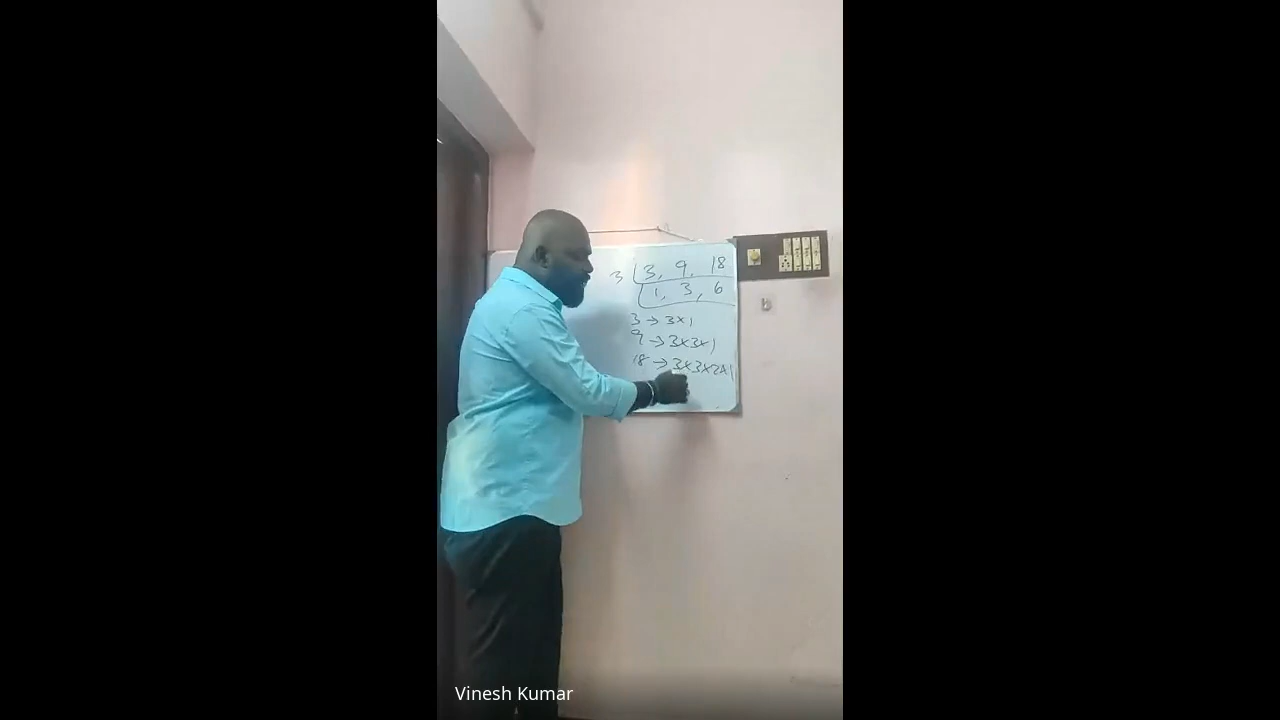 3 3, 9, 18
1, 3, 6
3 → 3×1
9 → 3×3×1
18 → 3×3×2×1
Vinesh Kumar